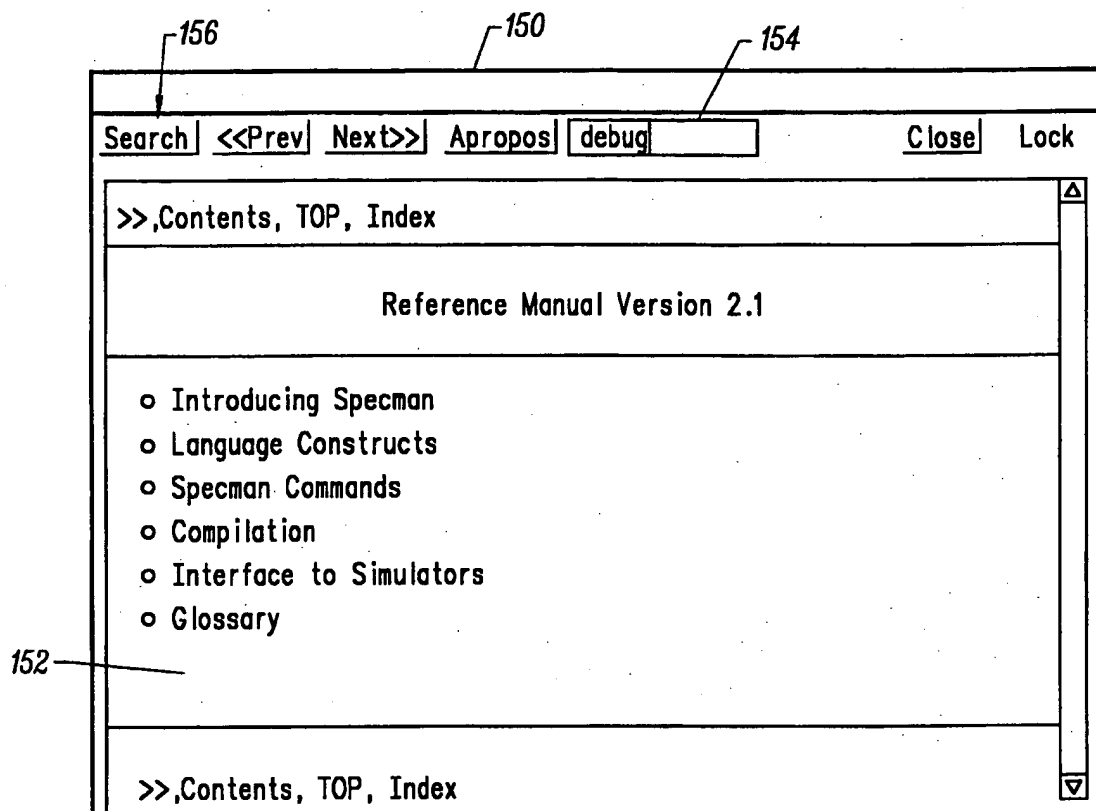 156 150 154
Search <<Prev Next>> Apropos debug Close Lock
>>,Contents, TOP, Index
Reference Manual Version 2.1
o Introducing Specman
o Language Constructs
o Specman Commands
o Compilation
o Interface to Simulators
o Glossary
152
>>,Contents, TOP, Index